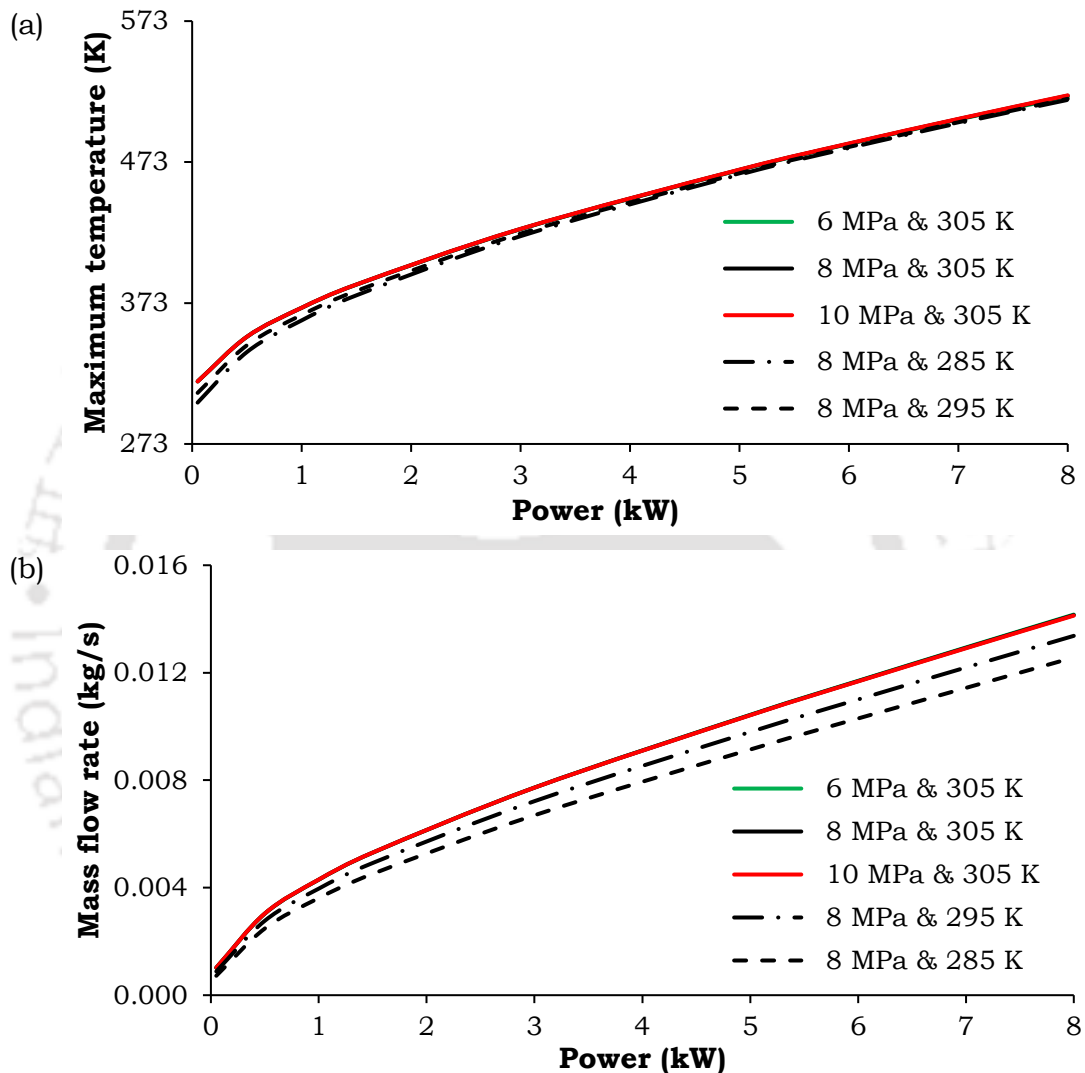 (a)
Maximum temperature (K)
573
473
373
273
6 MPa & 305 K
8 MPa & 305 K
10 MPa & 305 K
8 MPa & 285 K
8 MPa & 295 K
0 1 2 3 4 5 6 7 8
Power (kW)
(b)
Mass flow rate (kg/s)
0.016
0.012
0.008
0.004
0.000
6 MPa & 305 K
8 MPa & 305 K
10 MPa & 305 K
8 MPa & 295 K
8 MPa & 285 K
0 1 2 3 4 5 6 7 8
Power (kW)